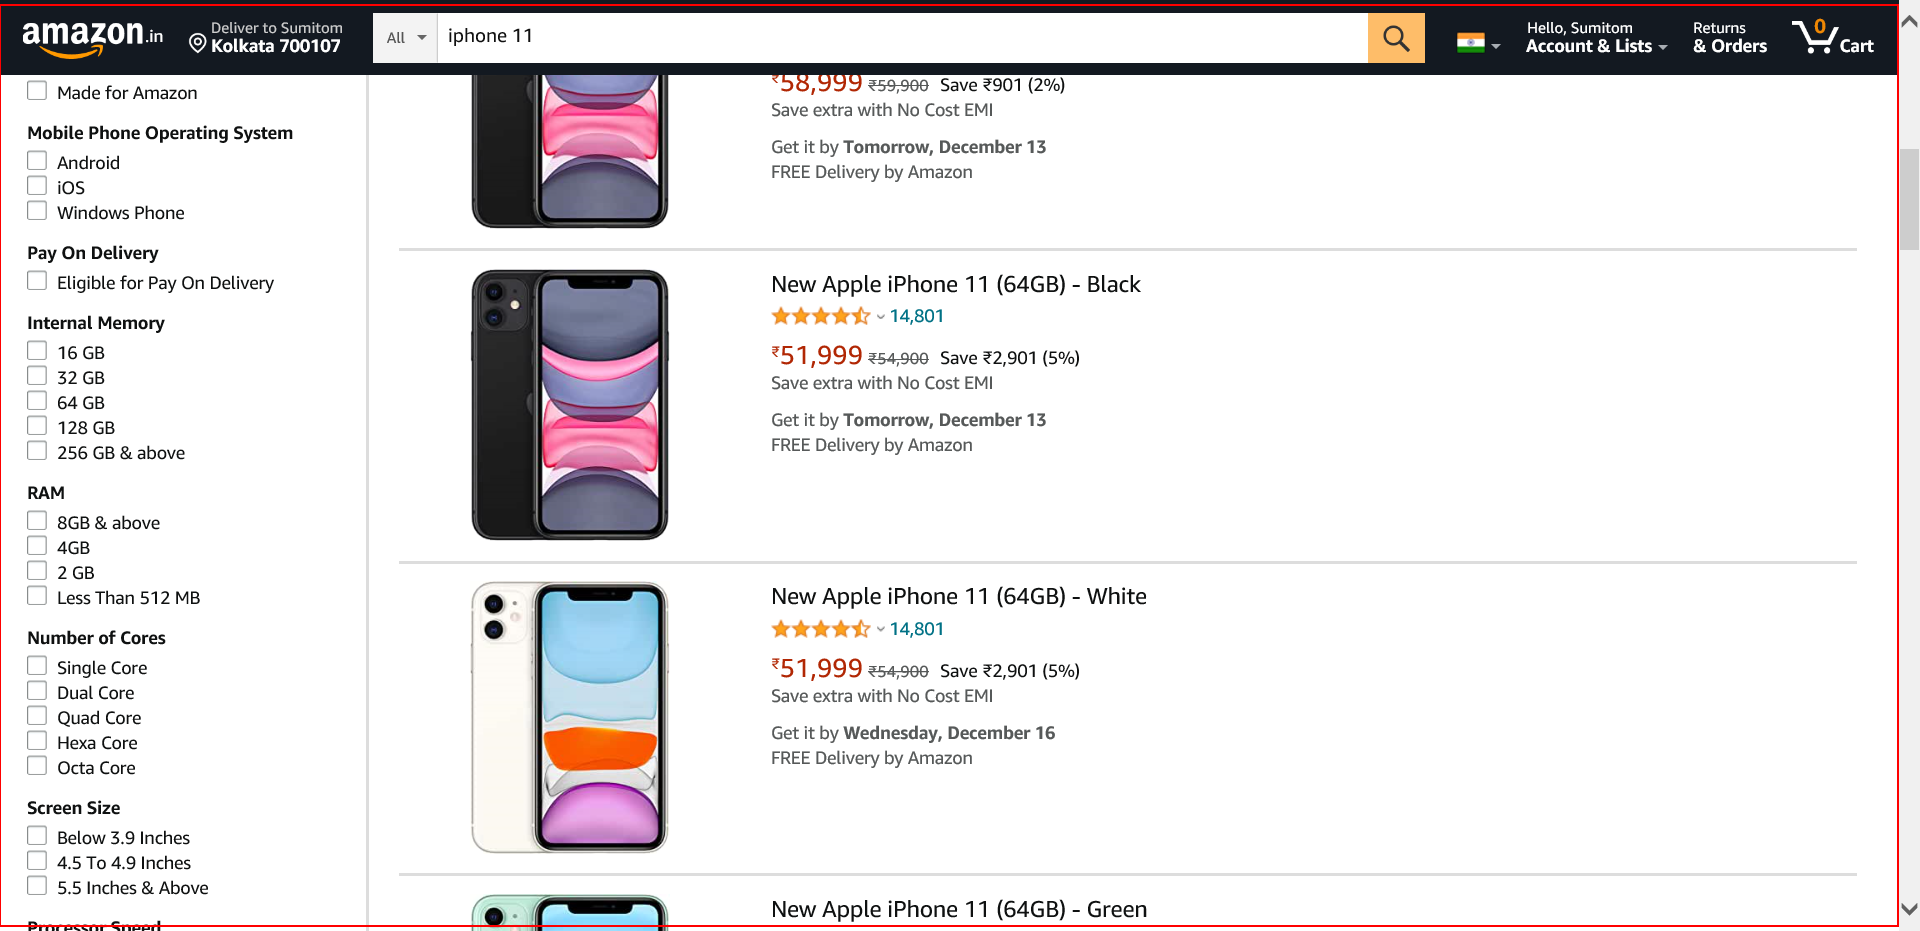 amazon.in
Deliver to Sumitom
Kolkata 700107
All
iphone 11
Hello, Sumitom
Account & Lists
Returns
& Orders
0
Cart
Made for Amazon
Mobile Phone Operating System
Android
iOS
Windows Phone
Pay On Delivery
Eligible for Pay On Delivery
Internal Memory
16 GB
32 GB
64 GB
128 GB
256 GB & above
RAM
8GB & above
4GB
2 GB
Less Than 512 MB
Number of Cores
Single Core
Dual Core
Quad Core
Hexa Core
Octa Core
Screen Size
Below 3.9 Inches
4.5 To 4.9 Inches
5.5 Inches & Above
Processor Speed
₹58,999 ₹59,900 Save ₹901 (2%)
Save extra with No Cost EMI
Get it by Tomorrow, December 13
FREE Delivery by Amazon
New Apple iPhone 11 (64GB) - Black
14,801
₹51,999 ₹54,900 Save ₹2,901 (5%)
Save extra with No Cost EMI
Get it by Tomorrow, December 13
FREE Delivery by Amazon
New Apple iPhone 11 (64GB) - White
14,801
₹51,999 ₹54,900 Save ₹2,901 (5%)
Save extra with No Cost EMI
Get it by Wednesday, December 16
FREE Delivery by Amazon
New Apple iPhone 11 (64GB) - Green